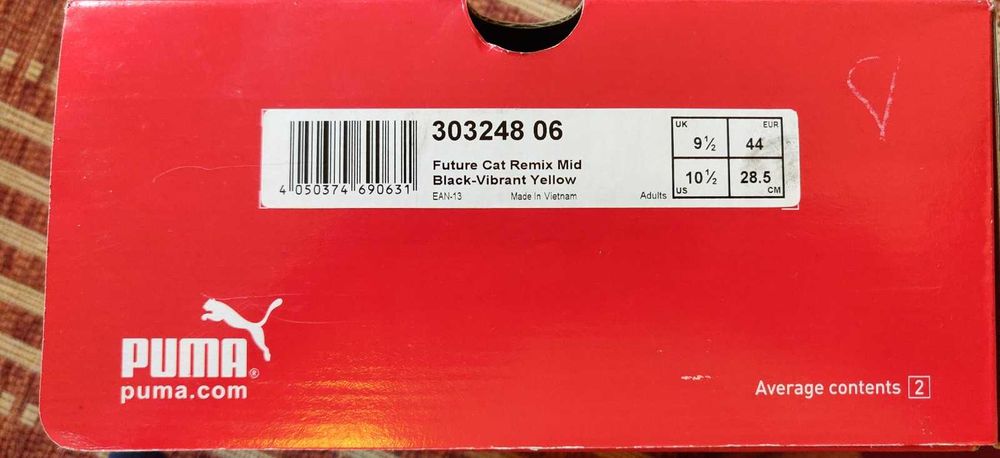 303248 06
Future Cat Remix Mid
Black-Vibrant Yellow
4 050374 690631
EAN-13 Made In Vietnam Adults
UK EUR
9½ 44
10½ 28.5
US CM
PUMA®
puma.com
Average contents 2